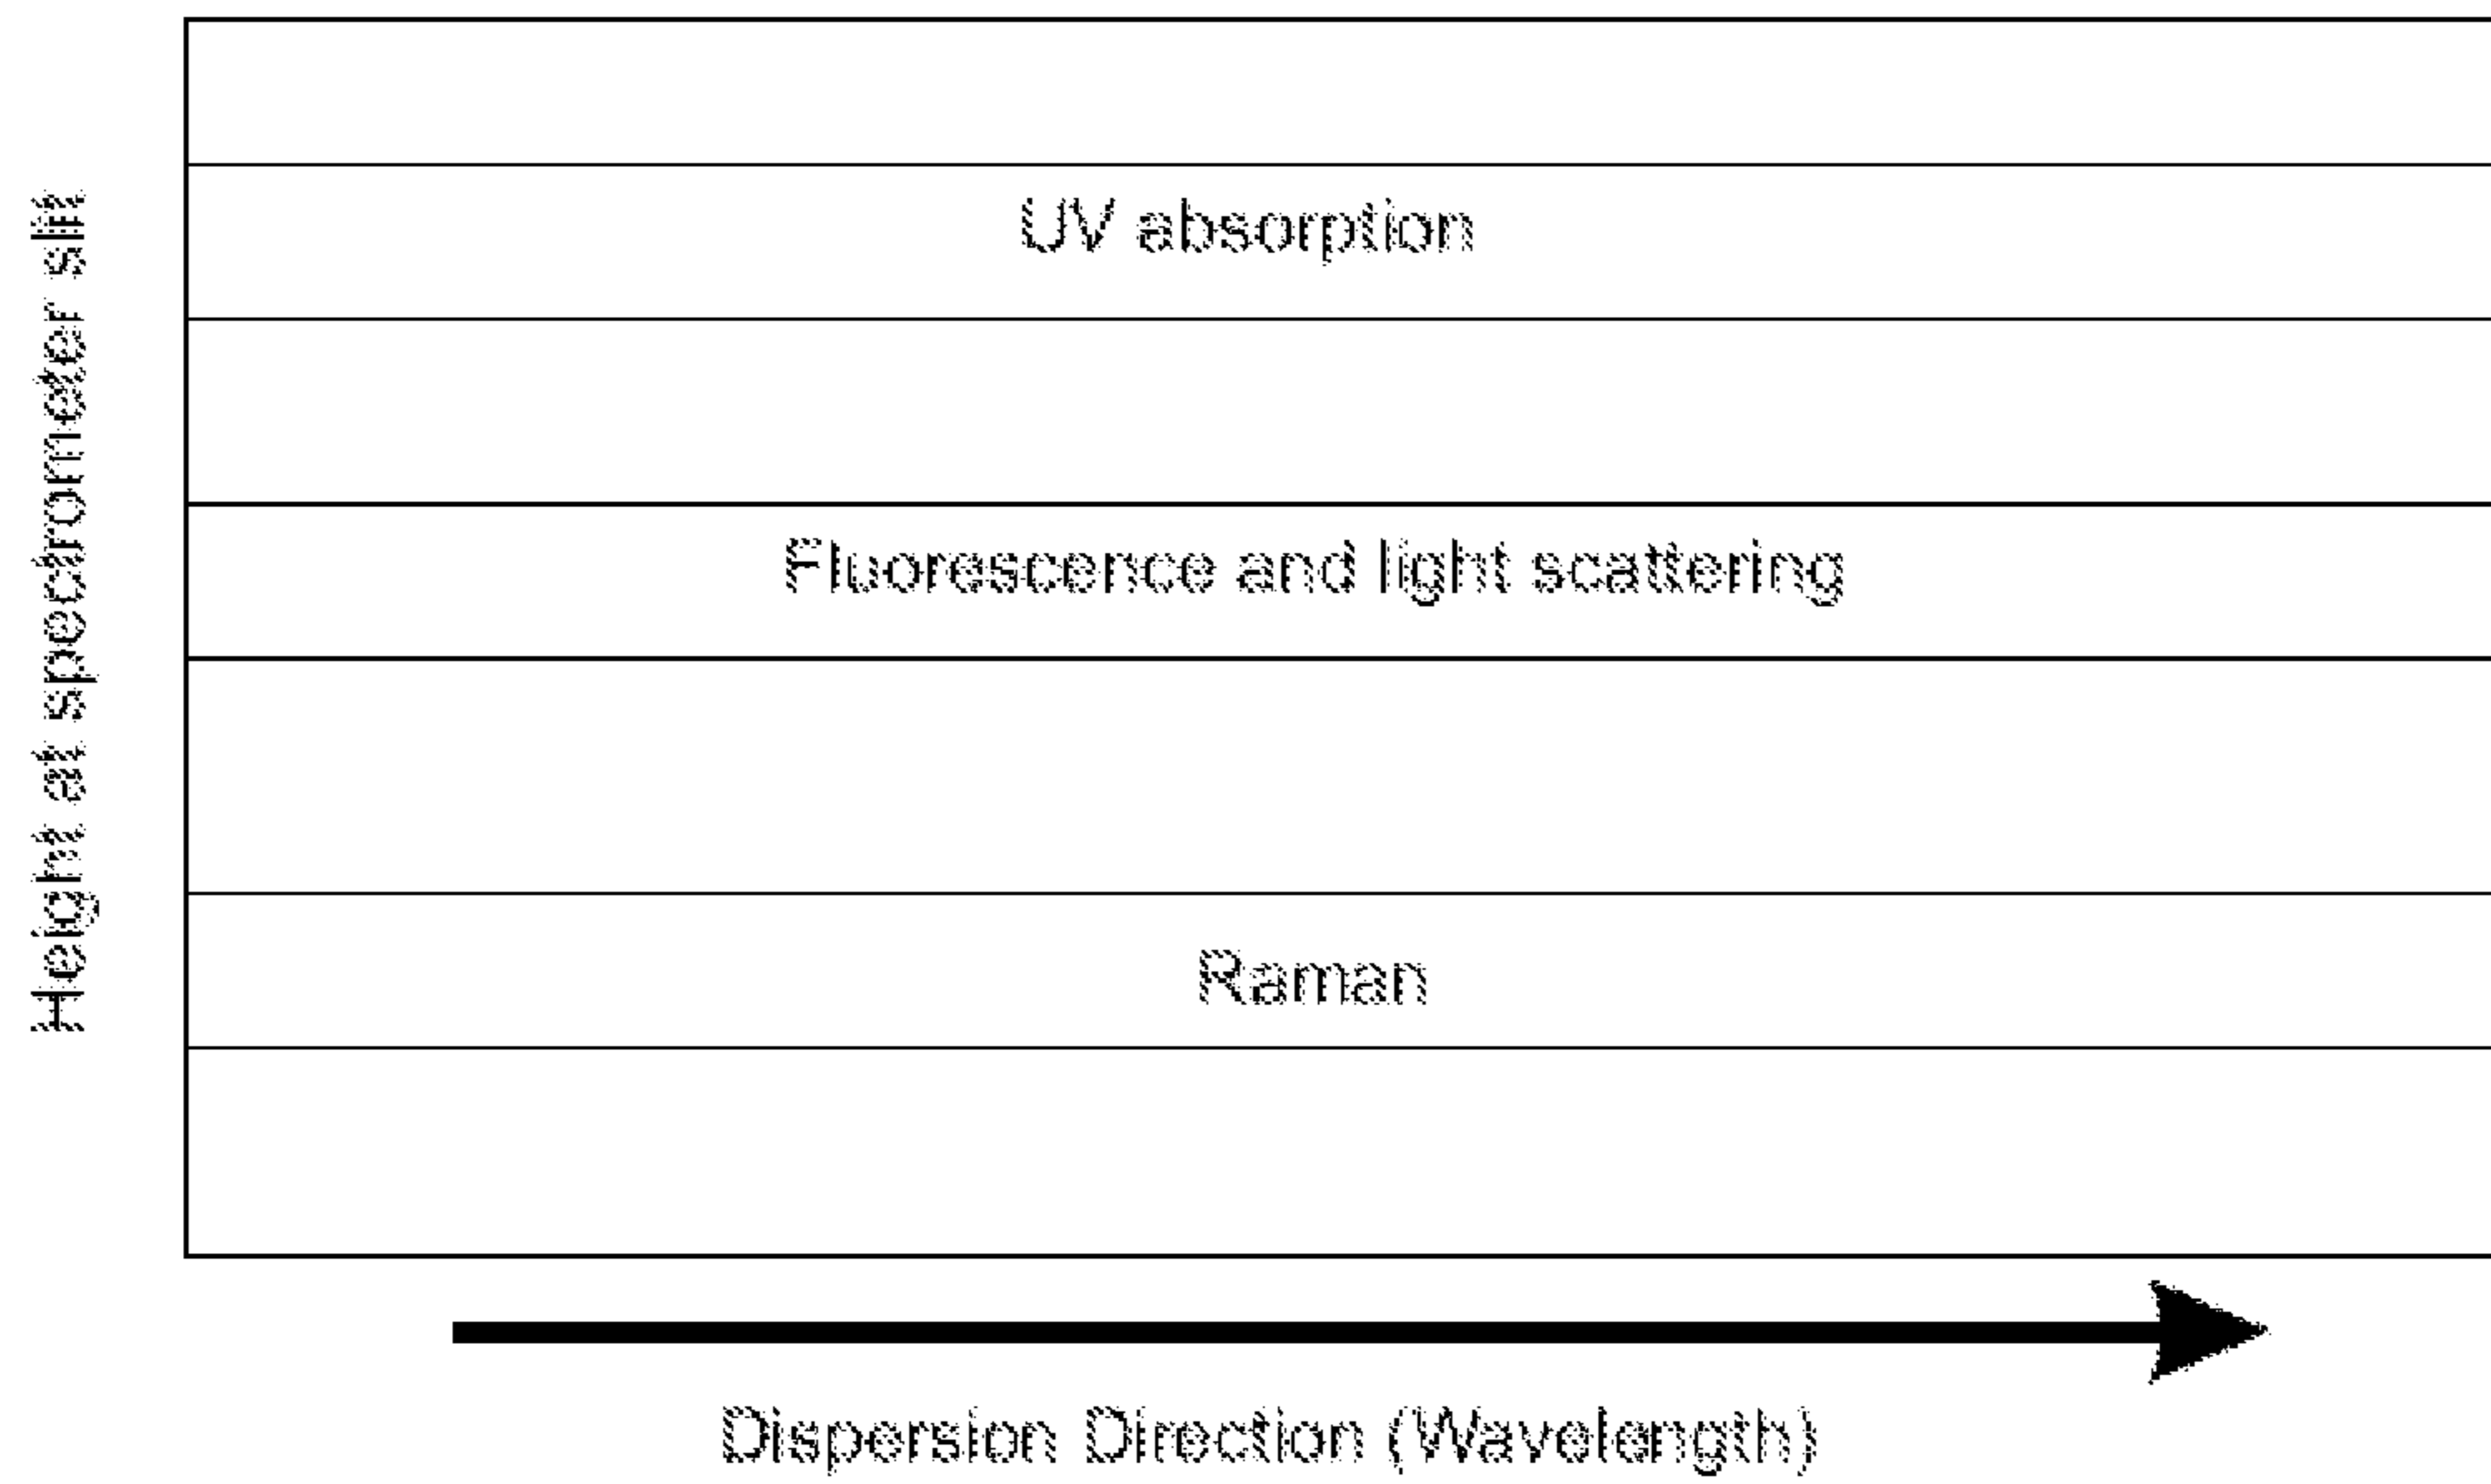 Height at spectrometer slit
UV absorption
Fluorescence and light scattering
Raman
Dispersion Direction (Wavelength)